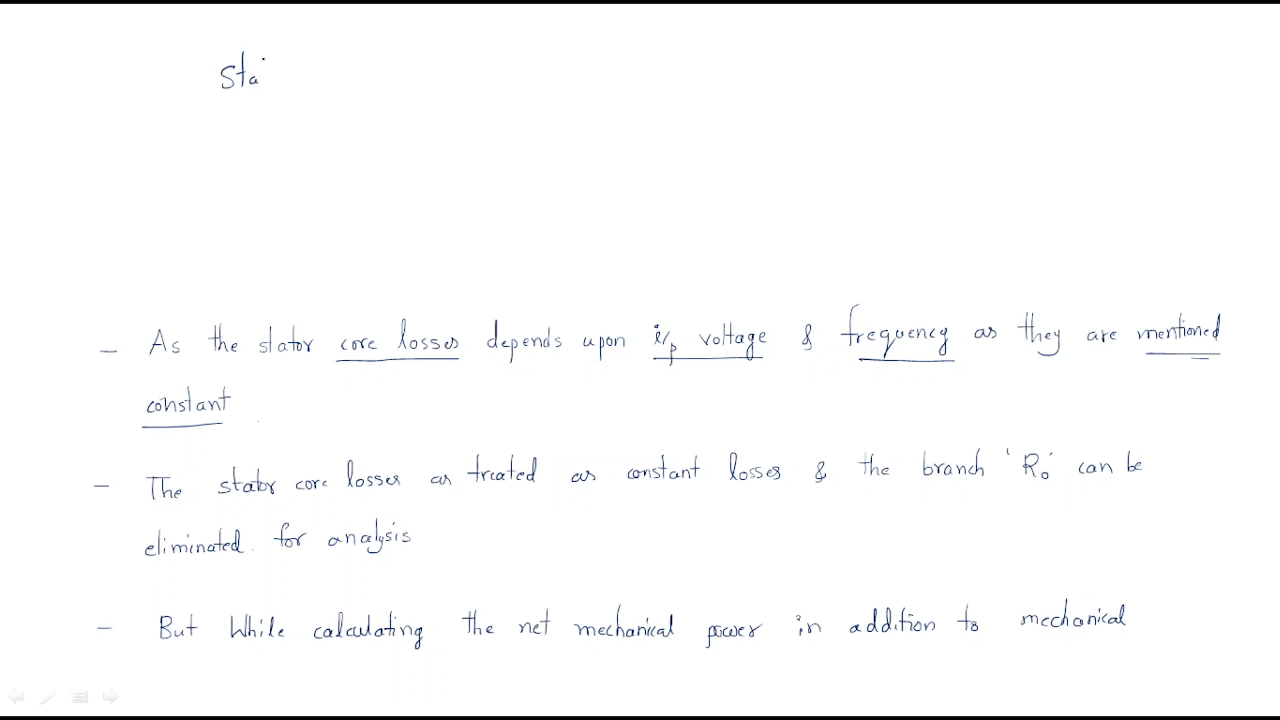 Sta
- As the stator core losses depends upon i/p voltage & frequency as they are mentioned
constant
- The stator core losses as treated as constant losses & the branch 'R₀' can be
eliminated. for analysis
- But While calculating the net mechanical power in addition to mechanical